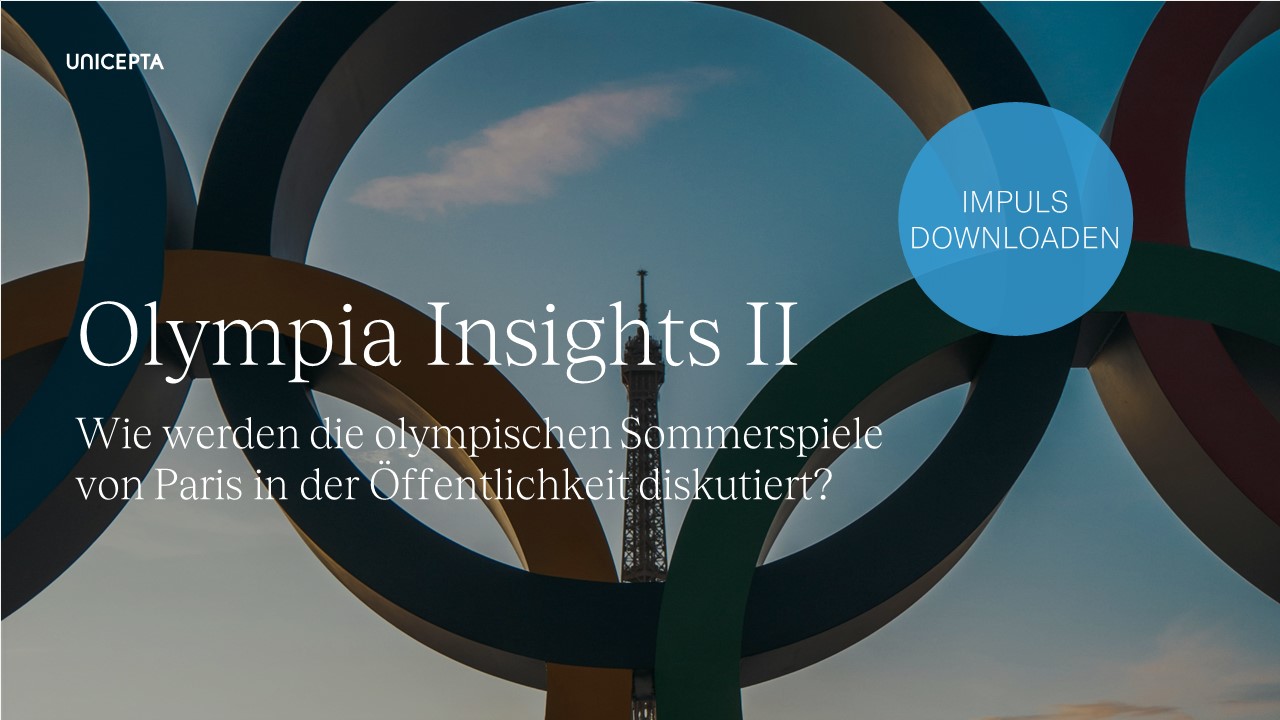 UNICEPTA
IMPULS
DOWNLOADEN
Olympia Insights II
Wie werden die olympischen Sommerspiele
von Paris in der Öffentlichkeit diskutiert?